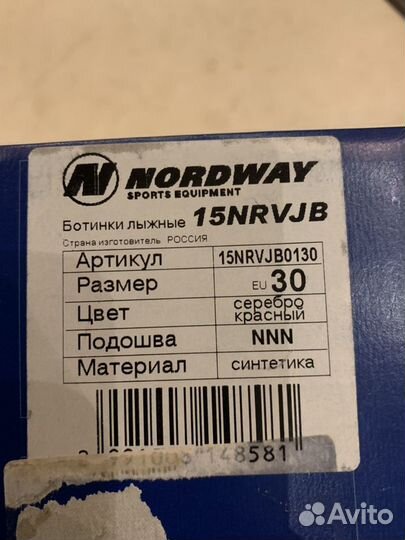 NORDWAY
SPORTS EQUIPMENT
Ботинки лыжные 15NRVJB
Страна изготовитель РОССИЯ
Артикул 15NRVJB0130
Размер EU 30
Цвет серебро красный
Подошва NNN
Материал синтетика
148581
Avito